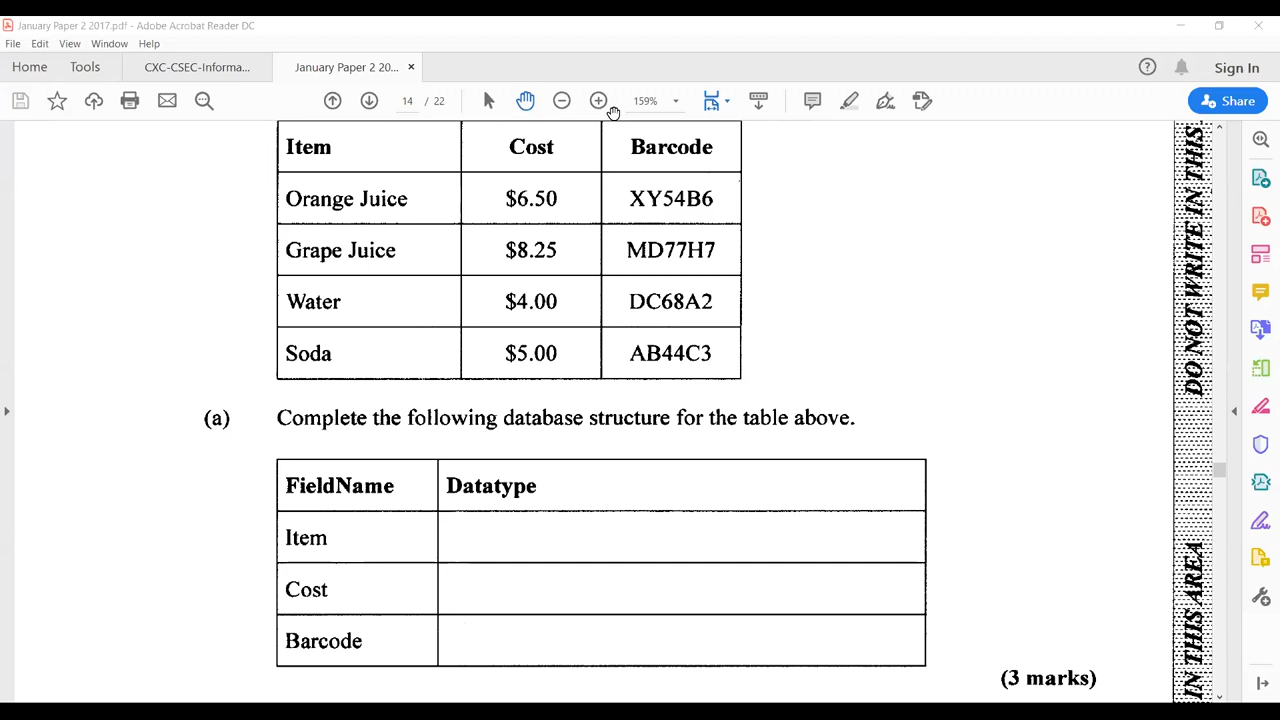 January Paper 2 2017.pdf - Adobe Acrobat Reader DC
File Edit View Window Help
Home Tools CXC-CSEC-Informa... January Paper 2 20... ×
14 / 22 159% Share
? Sign In
Item Cost Barcode
Orange Juice $6.50 XY54B6
Grape Juice $8.25 MD77H7
Water $4.00 DC68A2
Soda $5.00 AB44C3
(a) Complete the following database structure for the table above.
FieldName Datatype
Item
Cost
Barcode
(3 marks)
DO NOT WRITE IN THIS
IN THIS AREA